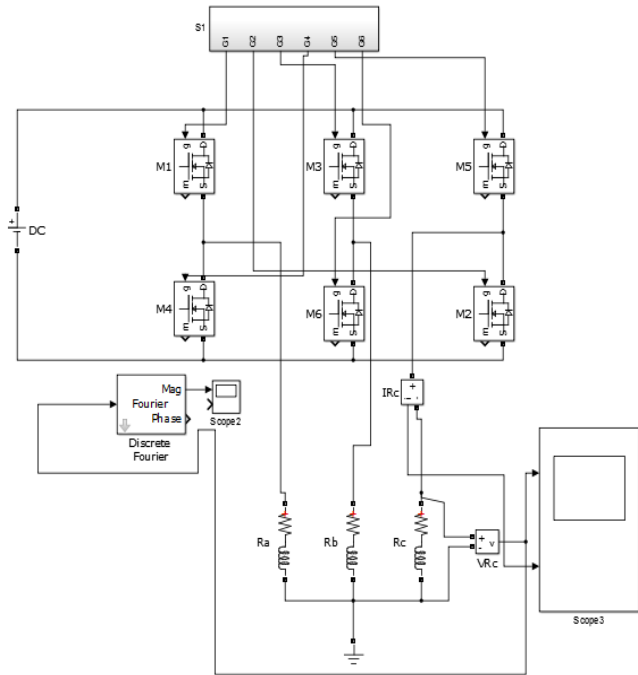 S1
G1 G2 G3 G4 G5 G6
M1 g D m S
M3 g D m S
M5 g D m S
+ DC
M4 g D m S
M6 g D m S
M2 g D m S
IRc + - i
Mag
Fourier
Phase
Scope2
Discrete
Fourier
Ra
Rb
Rc
+ - v
VRc
Scope3